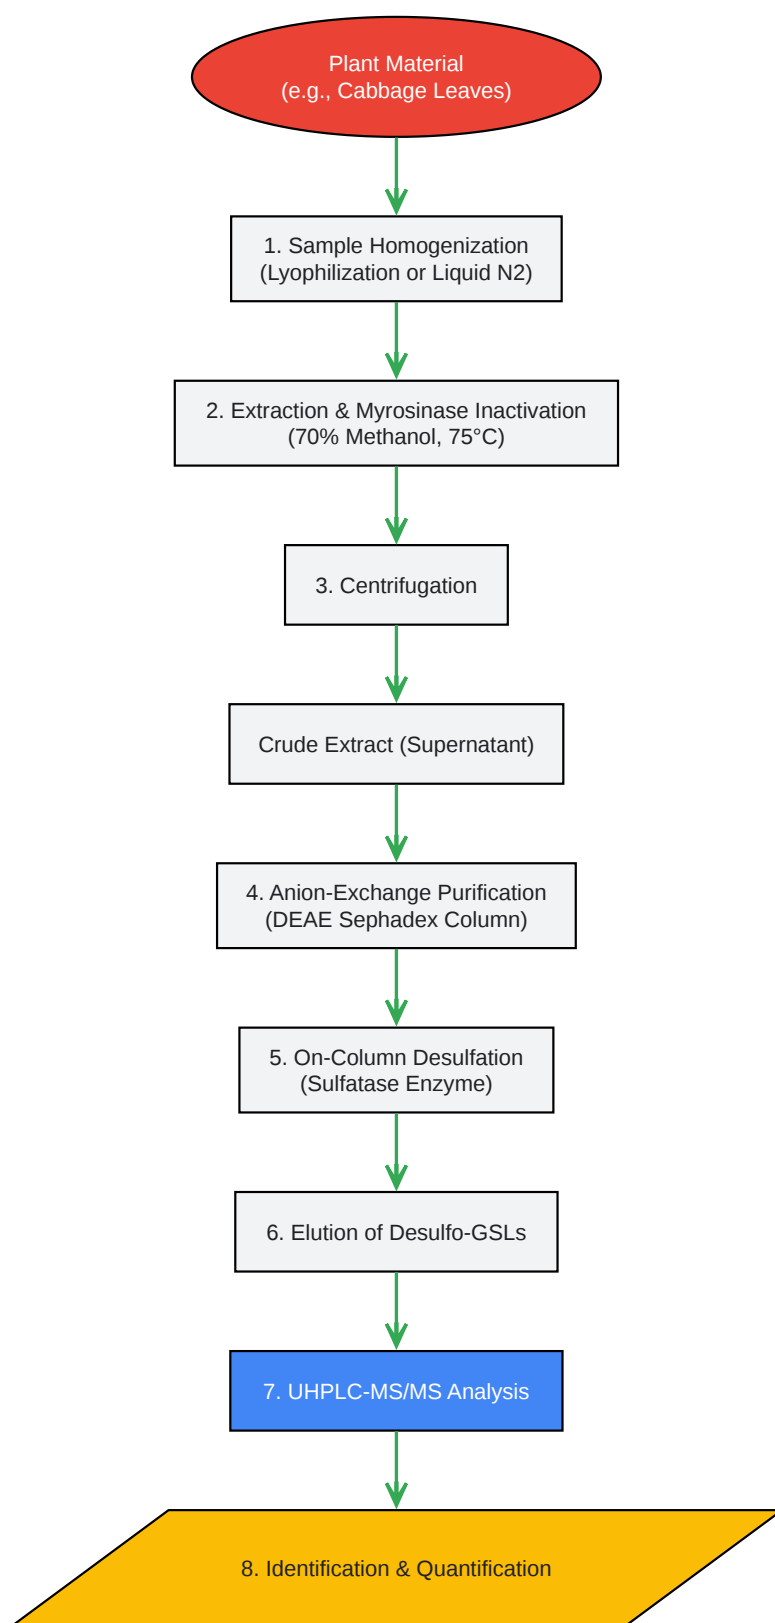 Plant Material
(e.g., Cabbage Leaves)
1. Sample Homogenization
(Lyophilization or Liquid N2)
2. Extraction & Myrosinase Inactivation
(70% Methanol, 75°C)
3. Centrifugation
Crude Extract (Supernatant)
4. Anion-Exchange Purification
(DEAE Sephadex Column)
5. On-Column Desulfation
(Sulfatase Enzyme)
6. Elution of Desulfo-GSLs
7. UHPLC-MS/MS Analysis
8. Identification & Quantification